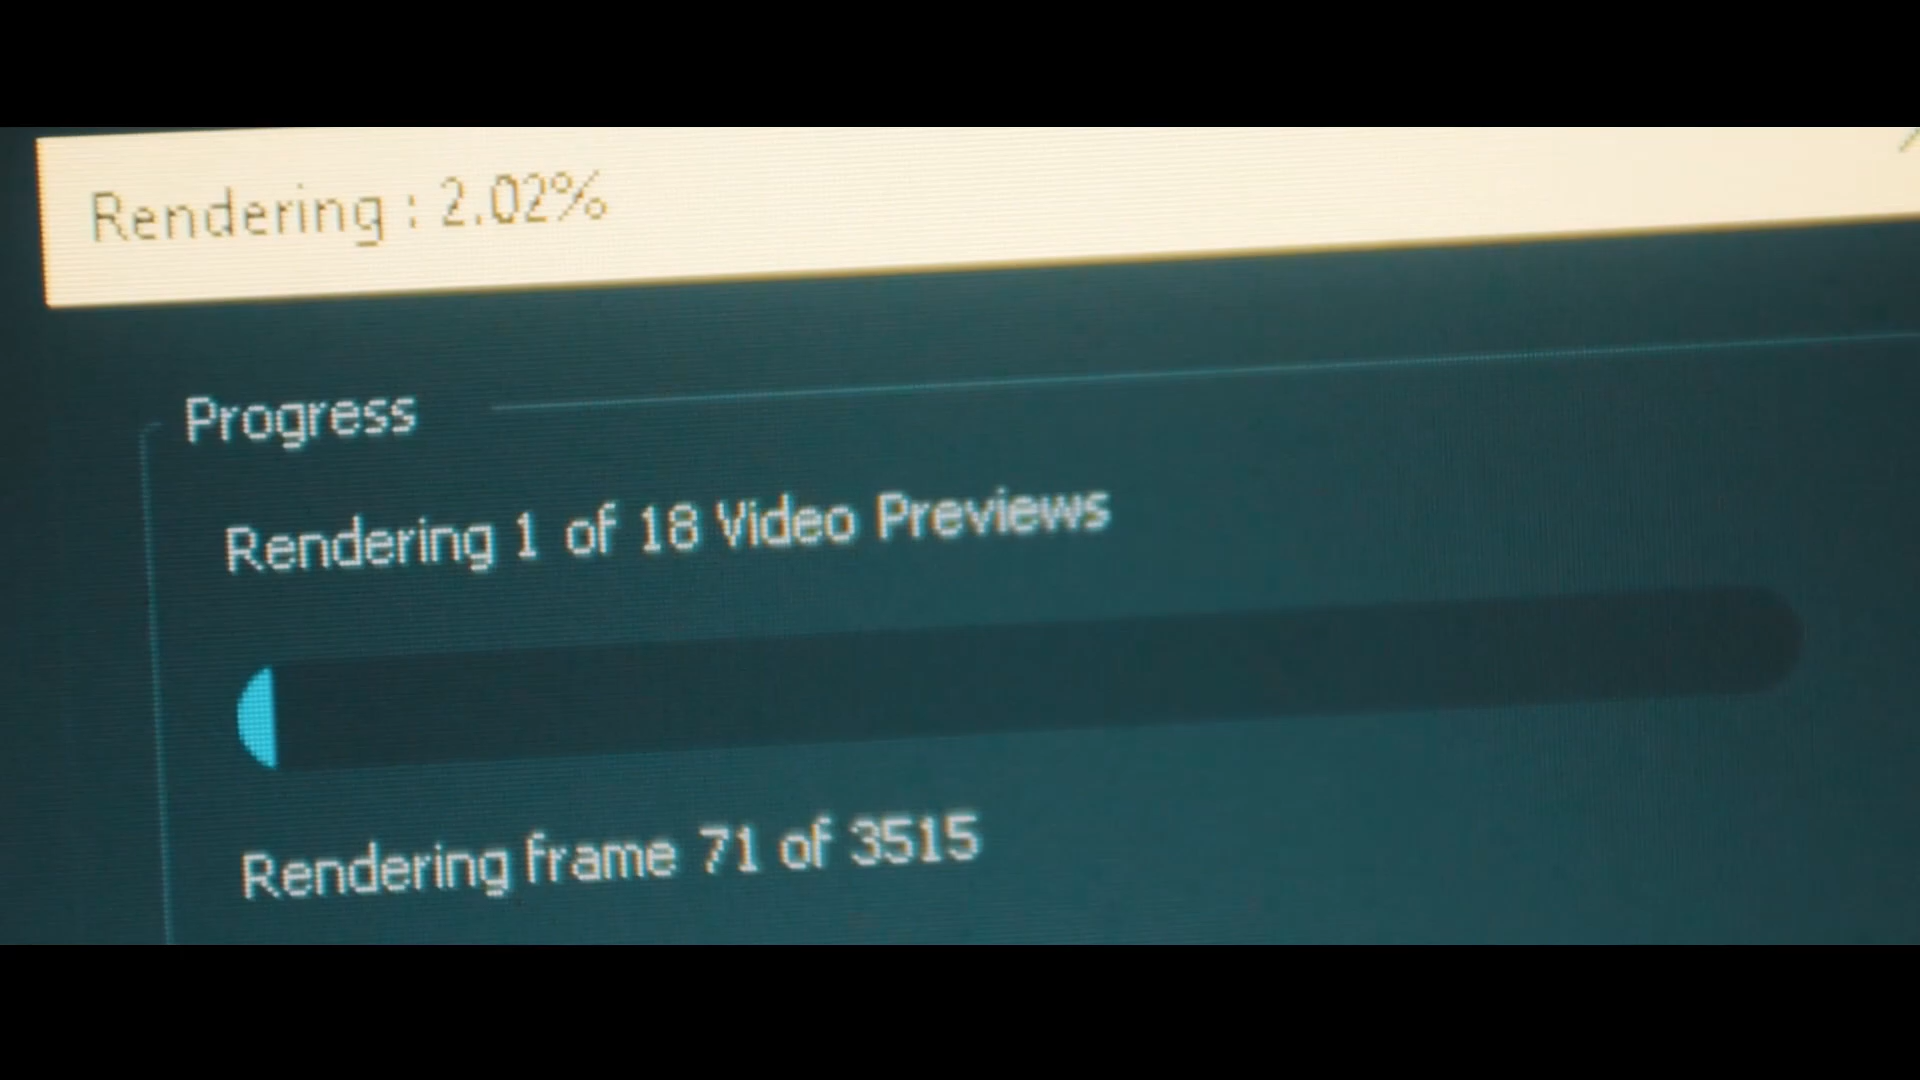 Rendering : 2.02%
Progress
Rendering 1 of 18 Video Previews
Rendering frame 71 of 3515